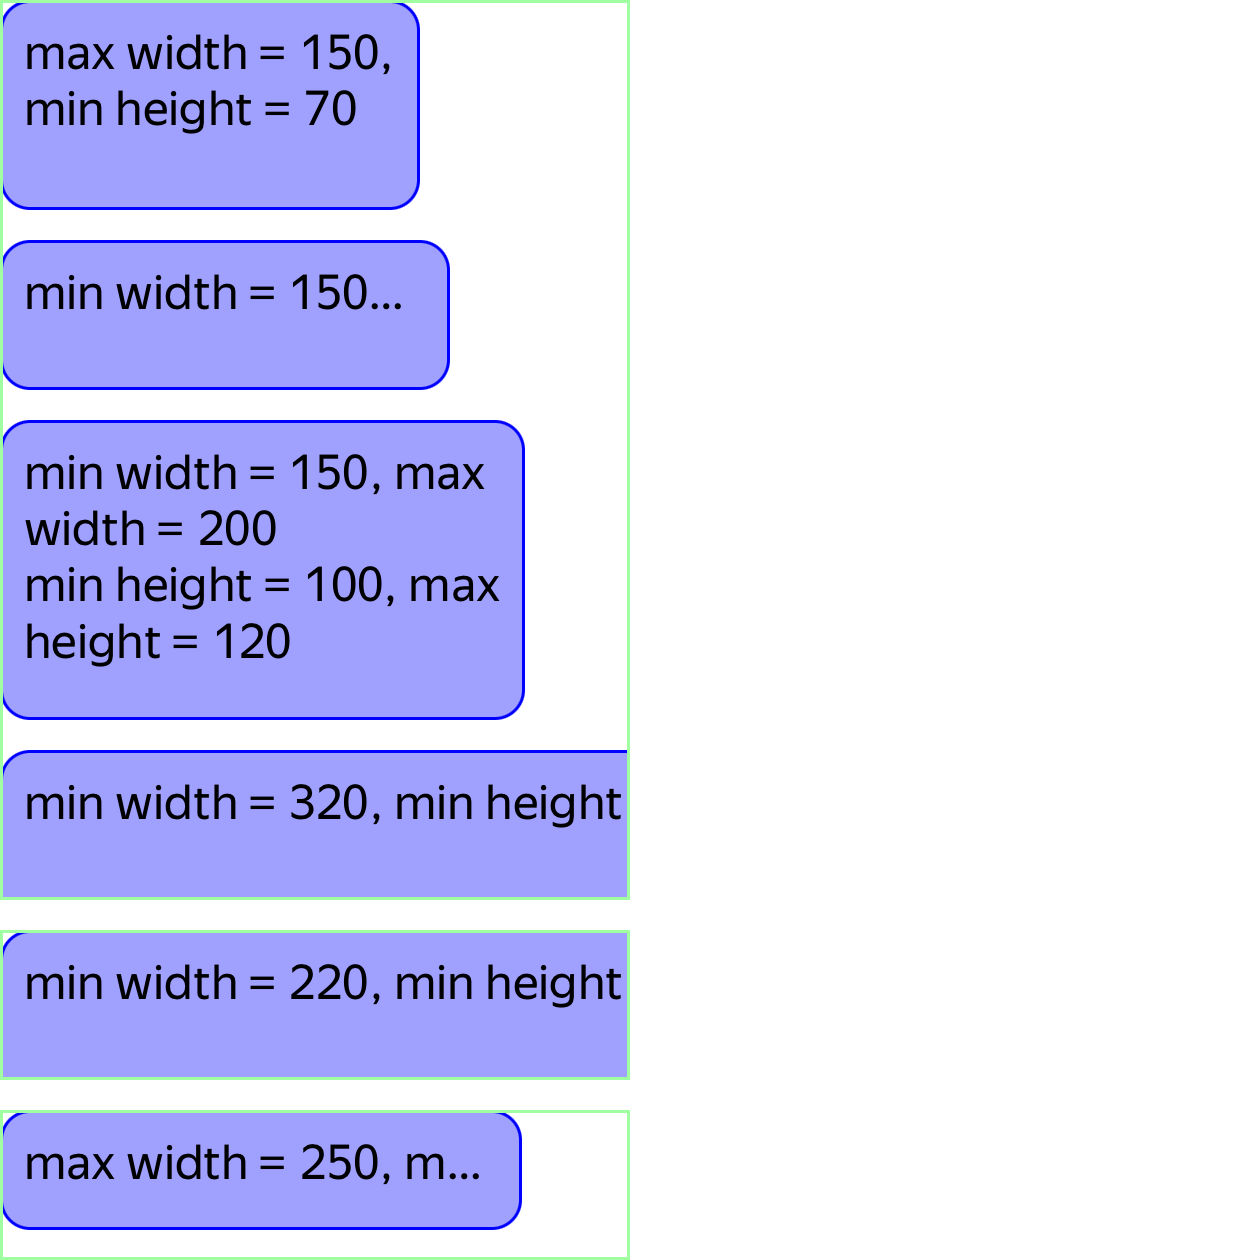 max width = 150,
min height = 70
min width = 150...
min width = 150, max
width = 200
min height = 100, max
height = 120
min width = 320, min height
min width = 220, min height
max width = 250, m...